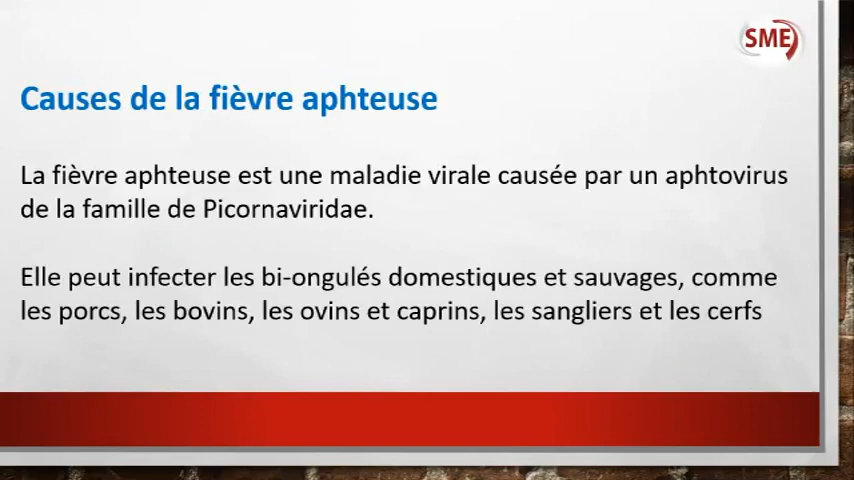 SME
Causes de la fièvre aphteuse
La fièvre aphteuse est une maladie virale causée par un aphtovirus
de la famille de Picornaviridae.
Elle peut infecter les bi-ongulés domestiques et sauvages, comme
les porcs, les bovins, les ovins et caprins, les sangliers et les cerfs